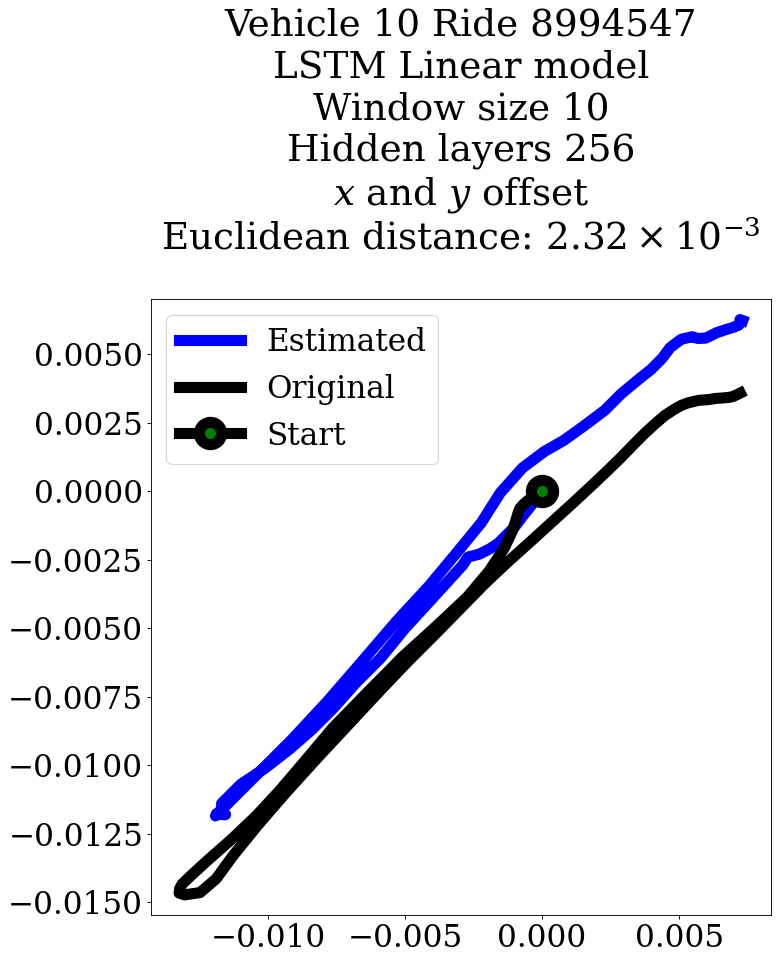 Vehicle 10 Ride 8994547
LSTM Linear model
Window size 10
Hidden layers 256
x and y offset
Euclidean distance: 2.32 × 10⁻³
Estimated
Original
Start
0.0050
0.0025
0.0000
−0.0025
−0.0050
−0.0075
−0.0100
−0.0125
−0.0150
−0.010 −0.005 0.000 0.005